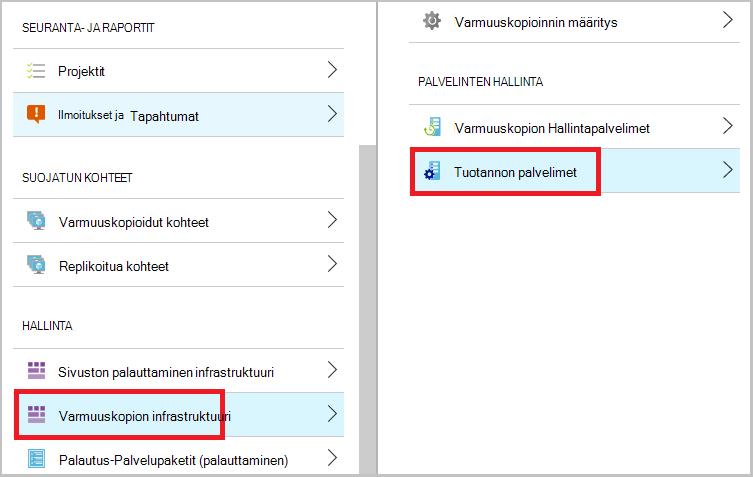 SEURANTA- JA RAPORTIT
Projektit
Ilmoitukset ja Tapahtumat
SUOJATUN KOHTEET
Varmuuskopioidut kohteet
Replikoitua kohteet
HALLINTA
Sivuston palauttaminen infrastruktuuri
Varmuuskopion infrastruktuuri
Palautus-Palvelupaketit (palauttaminen)
Varmuuskopioinnin määritys
PALVELINTEN HALLINTA
Varmuuskopion Hallintapalvelimet
Tuotannon palvelimet